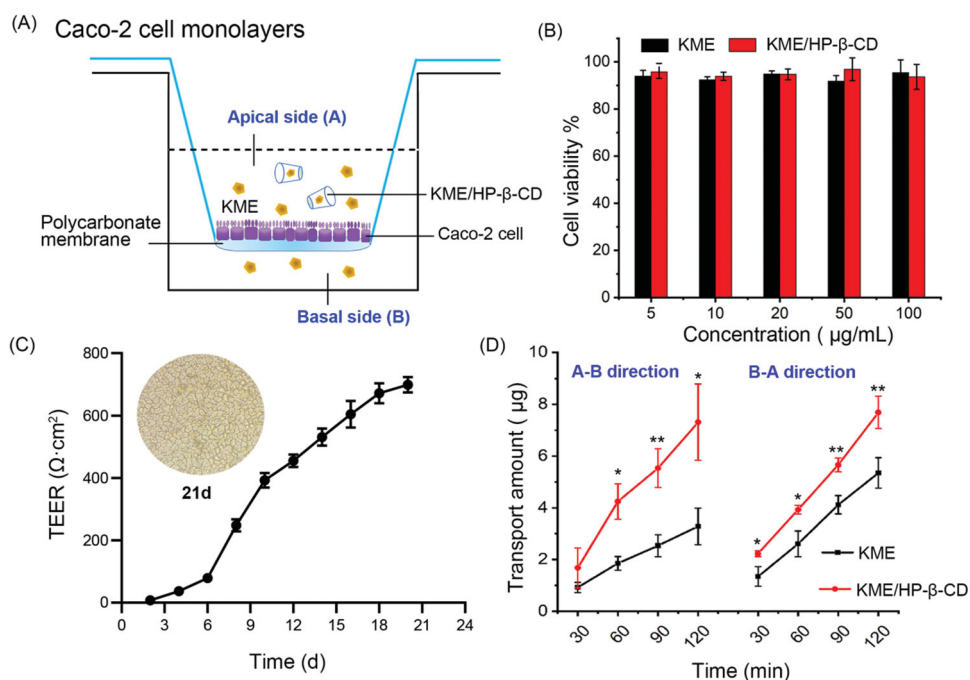 (A)
Caco-2 cell monolayers
Apical side (A)
KME/HP-β-CD
KME
Polycarbonate
membrane
Caco-2 cell
Basal side (B)
(B)
KME
KME/HP-β-CD
100
80
60
40
20
0
Cell viability %
5
10
20
50
100
Concentration ( μg/mL)
(C)
800
600
400
200
0
TEER (Ω·cm²)
21d
0
3
6
9
12
15
18
21
24
Time (d)
(D)
10
8
6
4
2
0
Transport amount ( μg)
A-B direction
B-A direction
*
**
*
*
*
**
**
KME
KME/HP-β-CD
30
60
90
120
30
60
90
120
Time (min)